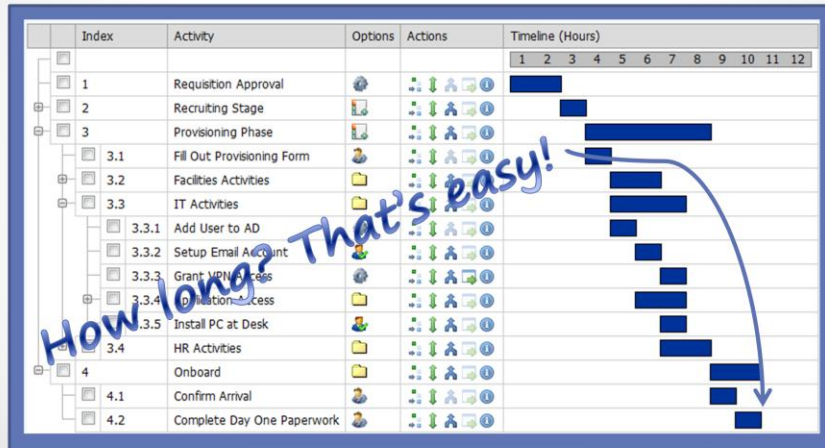 Index Activity Options Actions Timeline (Hours)
1 2 3 4 5 6 7 8 9 10 11 12
1 Requisition Approval
2 Recruiting Stage
3 Provisioning Phase
3.1 Fill Out Provisioning Form
3.2 Facilities Activities
3.3 IT Activities
3.3.1 Add User to AD
3.3.2 Setup Email Account
3.3.3 Grant VPN Access
3.3.4 Application Access
3.3.5 Install PC at Desk
3.4 HR Activities
4 Onboard
4.1 Confirm Arrival
4.2 Complete Day One Paperwork
How long? That's easy!